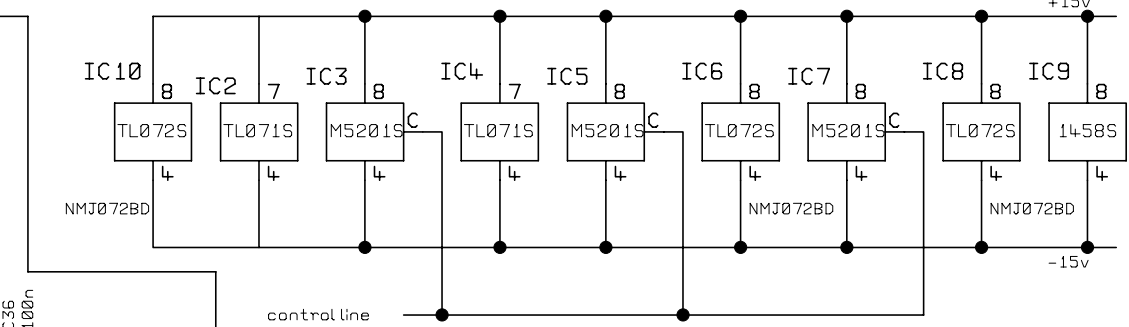 +15v
IC10
IC2
IC3
IC4
IC5
IC6
IC7
IC8
IC9
8
7
8
7
8
8
8
8
8
TL072S
TL071S
M5201S
C
TL071S
M5201S
C
TL072S
M5201S
C
TL072S
1458S
4
4
4
4
4
4
4
4
4
NMJ072BD
NMJ072BD
NMJ072BD
-15v
control line
C36
100n